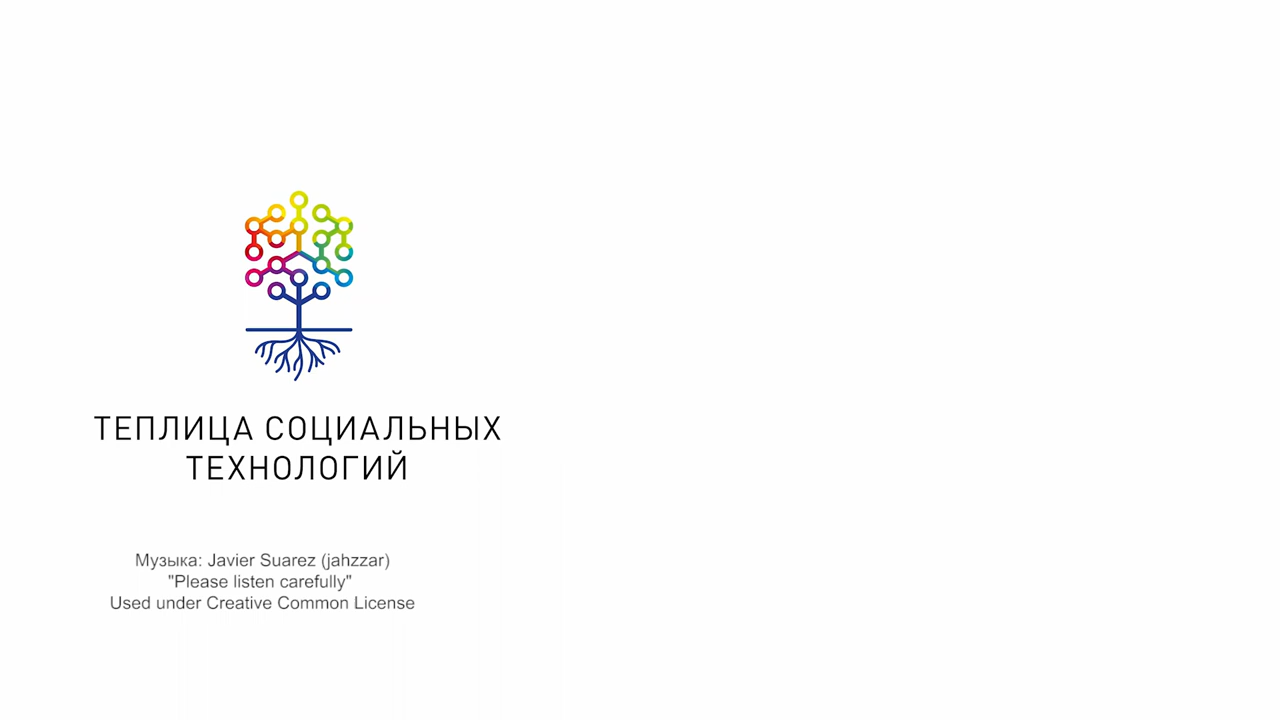 ТЕПЛИЦА СОЦИАЛЬНЫХ
ТЕХНОЛОГИЙ
Музыка: Javier Suarez (jahzzar)
"Please listen carefully"
Used under Creative Common License